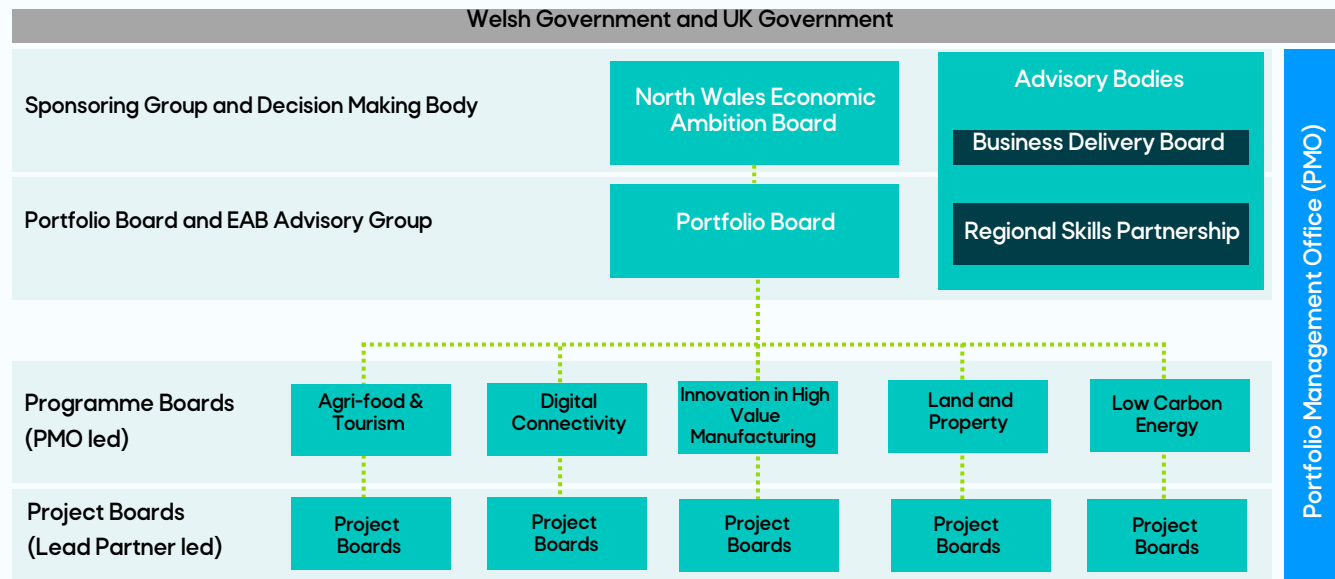 Welsh Government and UK Government
Sponsoring Group and Decision Making Body
North Wales Economic
Ambition Board
Advisory Bodies
Business Delivery Board
Portfolio Board and EAB Advisory Group
Portfolio Board
Regional Skills Partnership
Portfolio Management Office (PMO)
Programme Boards
(PMO led)
Agri-food &
Tourism
Digital
Connectivity
Innovation in High
Value
Manufacturing
Land and
Property
Low Carbon
Energy
Project Boards
(Lead Partner led)
Project
Boards
Project
Boards
Project
Boards
Project
Boards
Project
Boards